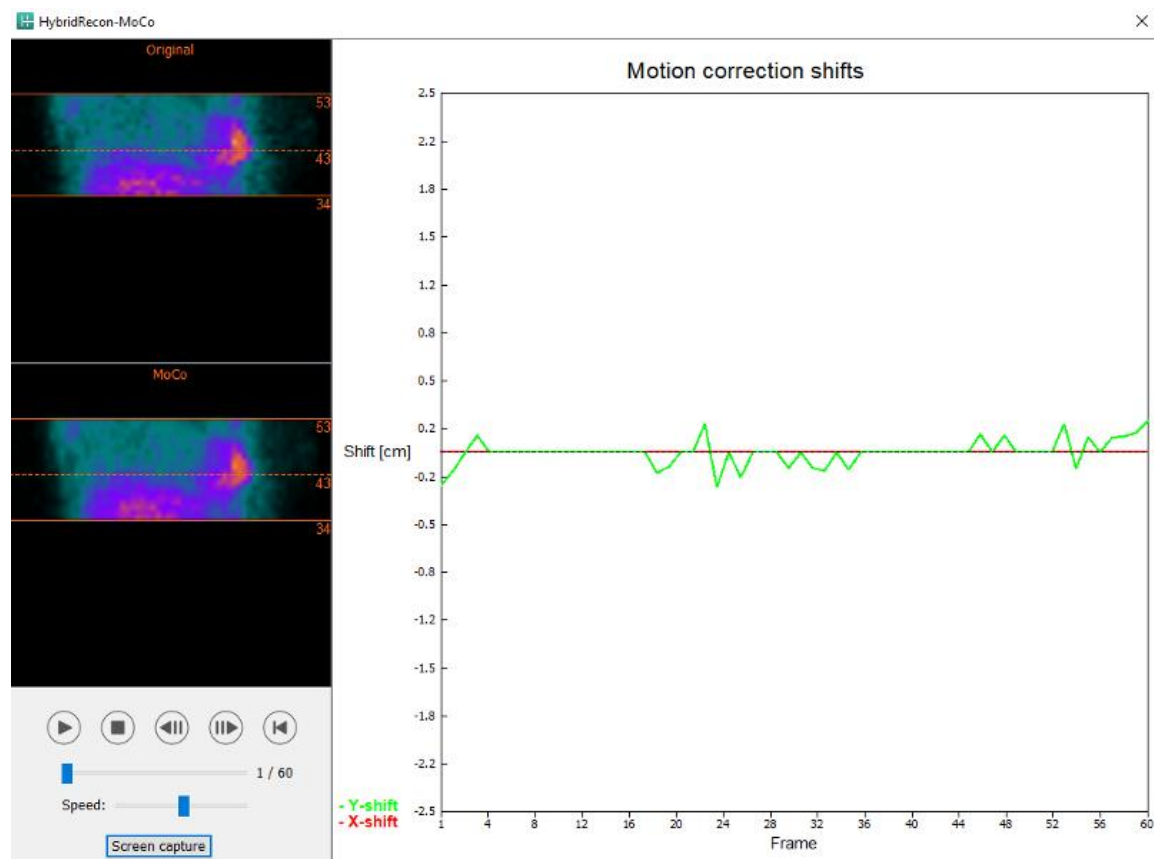 HybridRecon-MoCo
Original
53
43
34
MoCo
53
43
34
1 / 60
Speed:
Screen capture
Motion correction shifts
2.5
2.2
1.8
1.5
1.2
0.8
0.5
0.2
Shift [cm]
-0.2
-0.5
-0.8
-1.2
-1.5
-1.8
-2.2
-2.5
- Y-shift
- X-shift
1 4 8 12 16 20 24 28 32 36 40 44 48 52 56 60
Frame